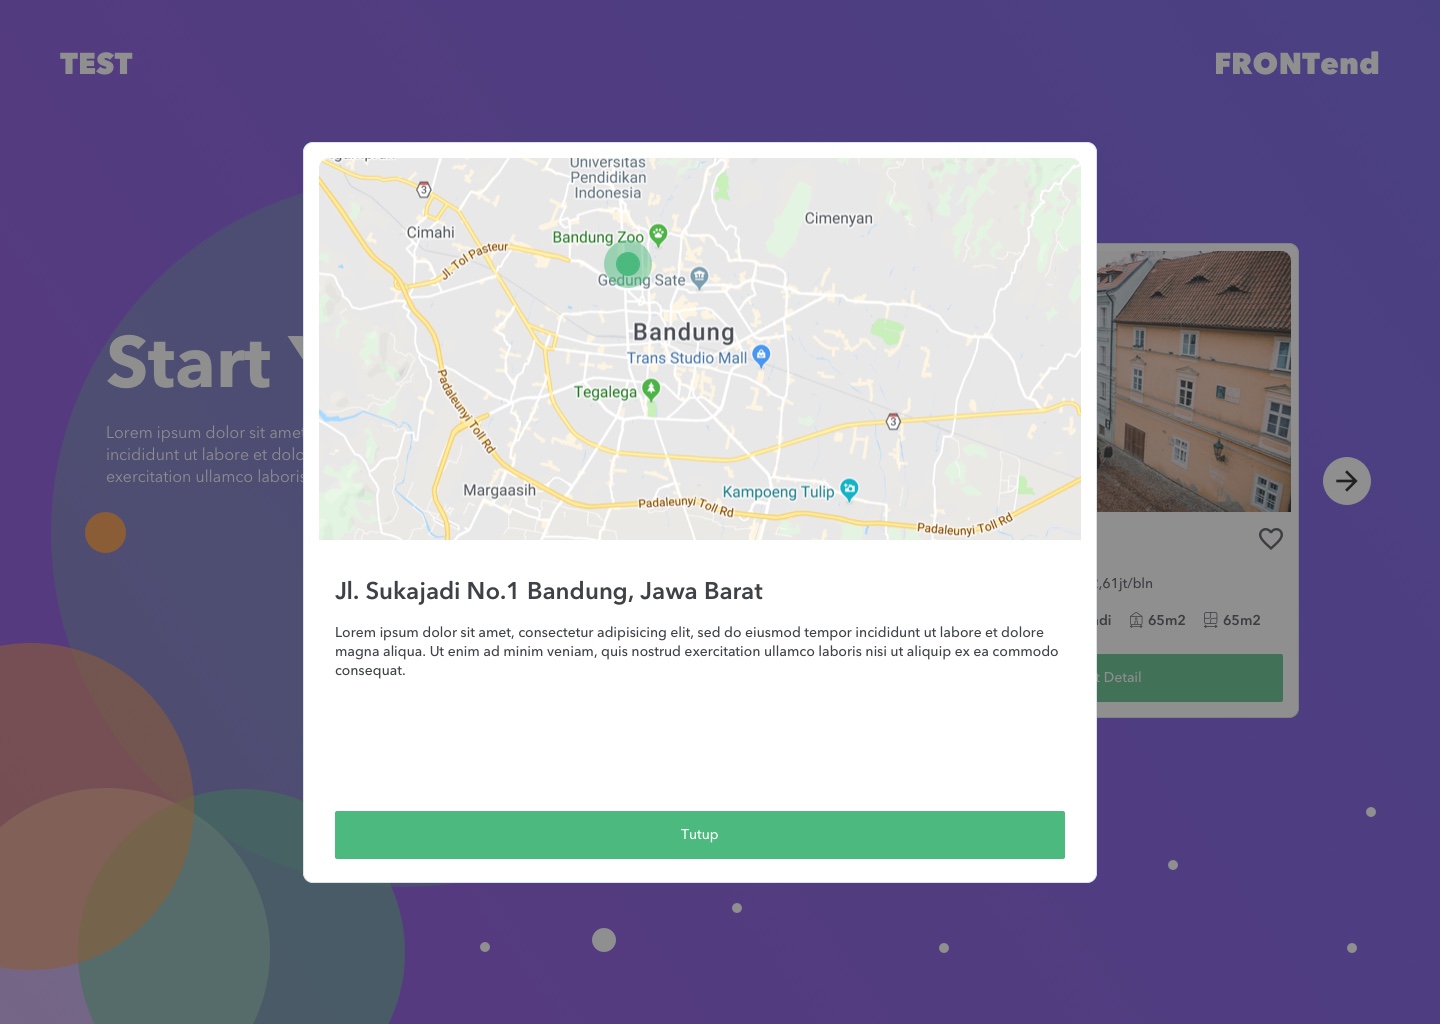 TEST
FRONTend
Universitas
Pendidikan
Indonesia
3
Cimahi
Cimenyan
Bandung Zoo
Jl. Tol Pasteur
Gedung Sate
Bandung
Trans Studio Mall
Tegalega
Padaleunyi Toll Rd
3
Margaasih
Kampoeng Tulip
Padaleunyi Toll Rd
Padaleunyi Toll Rd
Start
Lorem ipsum dolor sit amet
incididunt ut labore et
exercitation ullamco laboris
,61jt/bln
65m2
65m2
Detail
Jl. Sukajadi No.1 Bandung, Jawa Barat
Lorem ipsum dolor sit amet, consectetur adipisicing elit, sed do eiusmod tempor incididunt ut labore et dolore
magna aliqua. Ut enim ad minim veniam, quis nostrud exercitation ullamco laboris nisi ut aliquip ex ea commodo
consequat.
Tutup